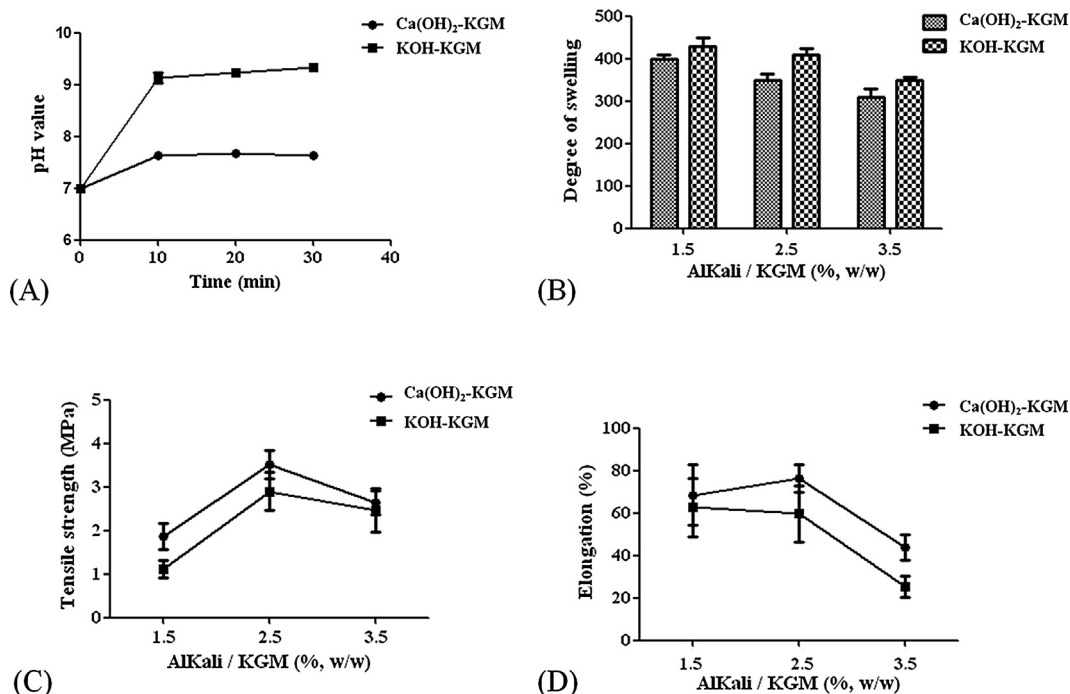 Ca(OH)₂-KGM
KOH-KGM
10
9
8
7
6
pH value
0 10 20 30 40
Time (min)
(A)
Ca(OH)₂-KGM
KOH-KGM
500
400
300
200
100
0
Degree of swelling
1.5 2.5 3.5
AlKali / KGM (%, w/w)
(B)
Ca(OH)₂-KGM
KOH-KGM
5
4
3
2
1
0
Tensile strength (MPa)
1.5 2.5 3.5
AlKali / KGM (%, w/w)
(C)
Ca(OH)₂-KGM
KOH-KGM
100
80
60
40
20
0
Elongation (%)
1.5 2.5 3.5
AlKali / KGM (%, w/w)
(D)